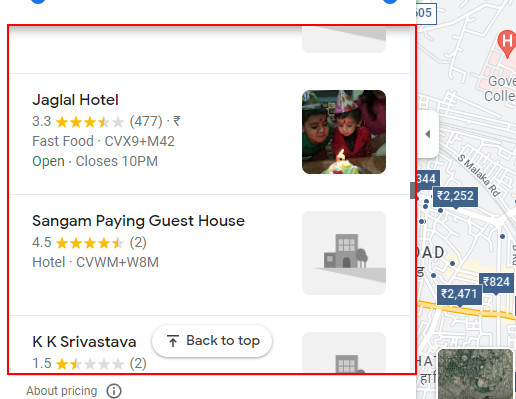 605
Jaglal Hotel
3.3 (477) · ₹
Fast Food · CVX9+M42
Open · Closes 10PM
Sangam Paying Guest House
4.5 (2)
Hotel · CVWM+W8M
K K Srivastava
Back to top
1.5 (2)
About pricing
H
Gove
Colle
S Malaka Rd
344
₹2,252
OAD
₹824
₹2,471
HAT